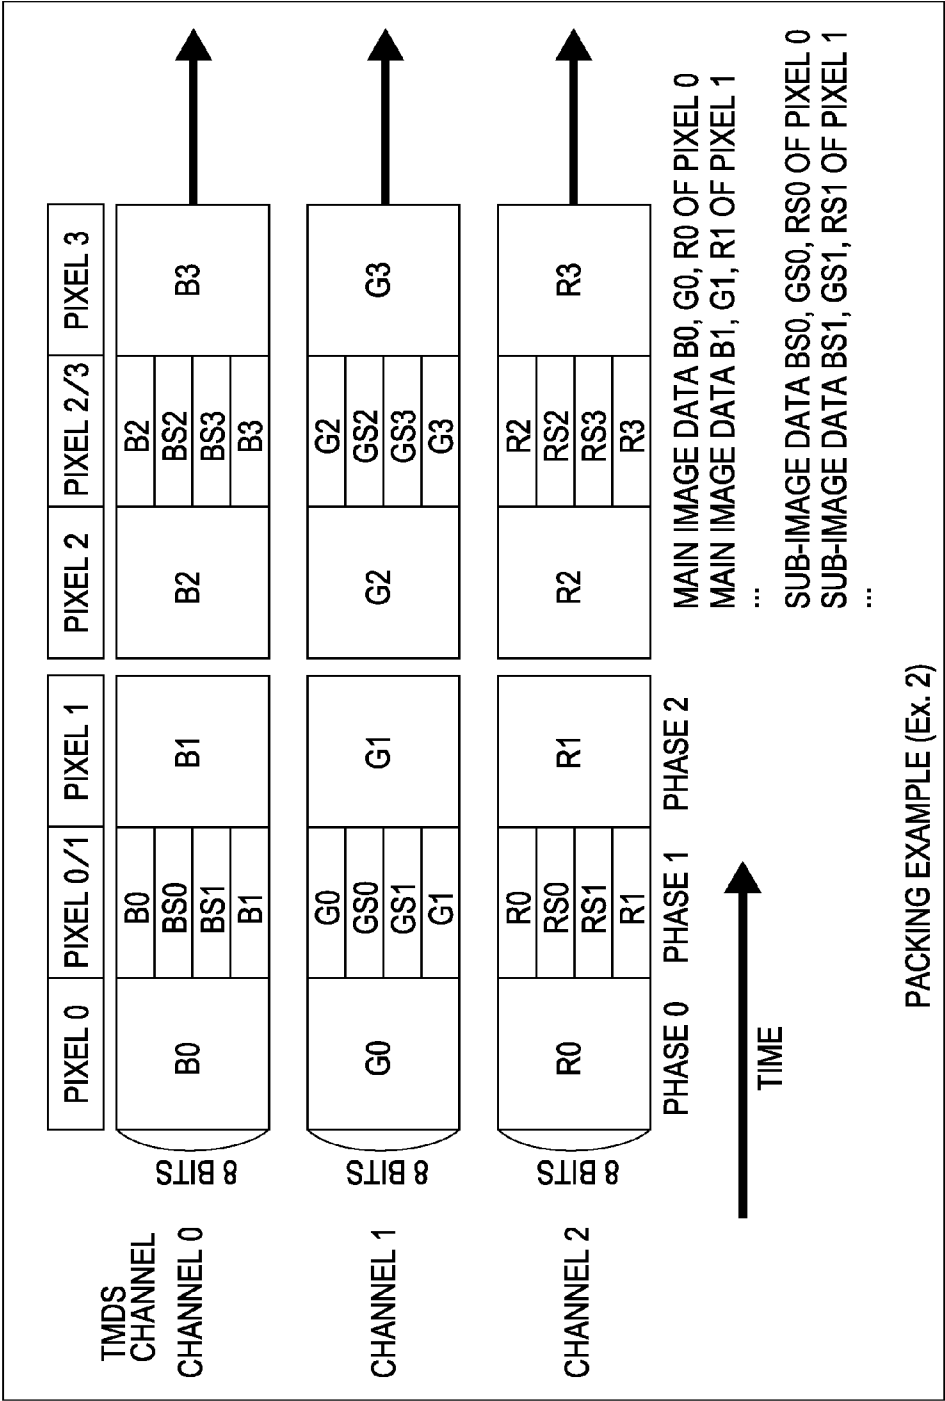 PIXEL 0
PIXEL 0/1
PIXEL 1
PIXEL 2
PIXEL 2/3
PIXEL 3
TMDS
CHANNEL
CHANNEL 0
8 BITS
B0
B0
BS0
BS1
B1
B1
B2
B2
BS2
BS3
B3
B3
CHANNEL 1
8 BITS
G0
G0
GS0
GS1
G1
G1
G2
G2
GS2
GS3
G3
G3
CHANNEL 2
8 BITS
R0
R0
RS0
RS1
R1
R1
R2
R2
RS2
RS3
R3
R3
PHASE 0
PHASE 1
PHASE 2
TIME
MAIN IMAGE DATA B0, G0, R0 OF PIXEL 0
MAIN IMAGE DATA B1, G1, R1 OF PIXEL 1
...
SUB-IMAGE DATA BS0, GS0, RS0 OF PIXEL 0
SUB-IMAGE DATA BS1, GS1, RS1 OF PIXEL 1
...
PACKING EXAMPLE (Ex. 2)